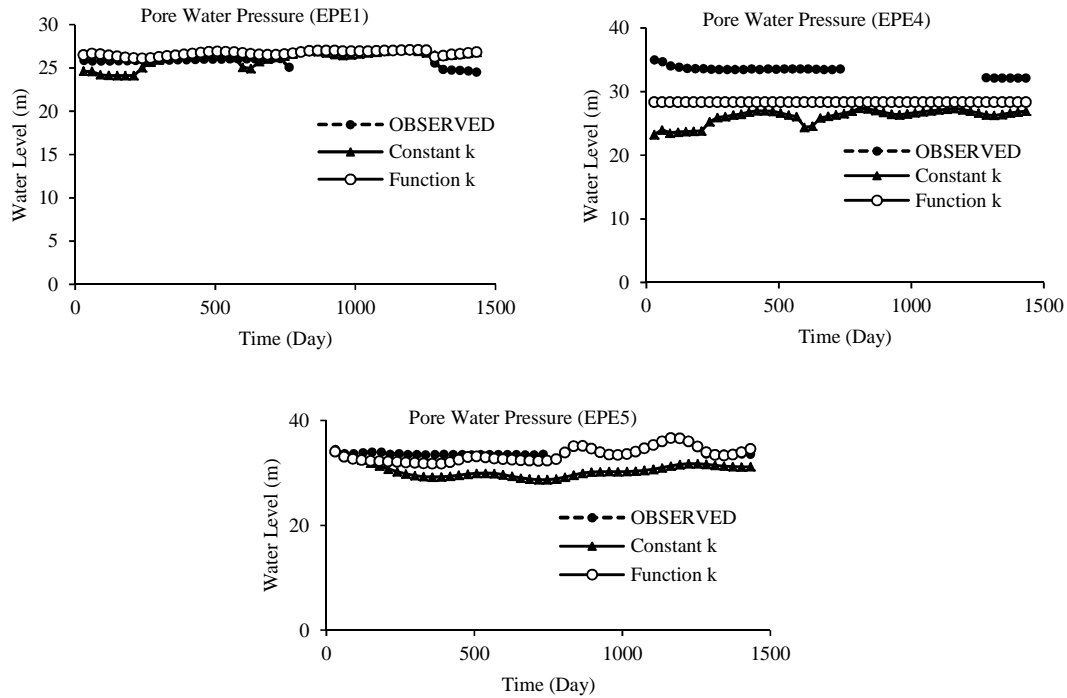 Pore Water Pressure (EPE1)
30
25
20
15
10
5
0
Water Level (m)
OBSERVED
Constant k
Function k
0
500
1000
1500
Time (Day)
Pore Water Pressure (EPE4)
40
30
20
10
0
Water Level (m)
OBSERVED
Constant k
Function k
0
500
1000
1500
Time (Day)
Pore Water Pressure (EPE5)
40
20
0
Water Level (m)
OBSERVED
Constant k
Function k
0
500
1000
1500
Time (Day)